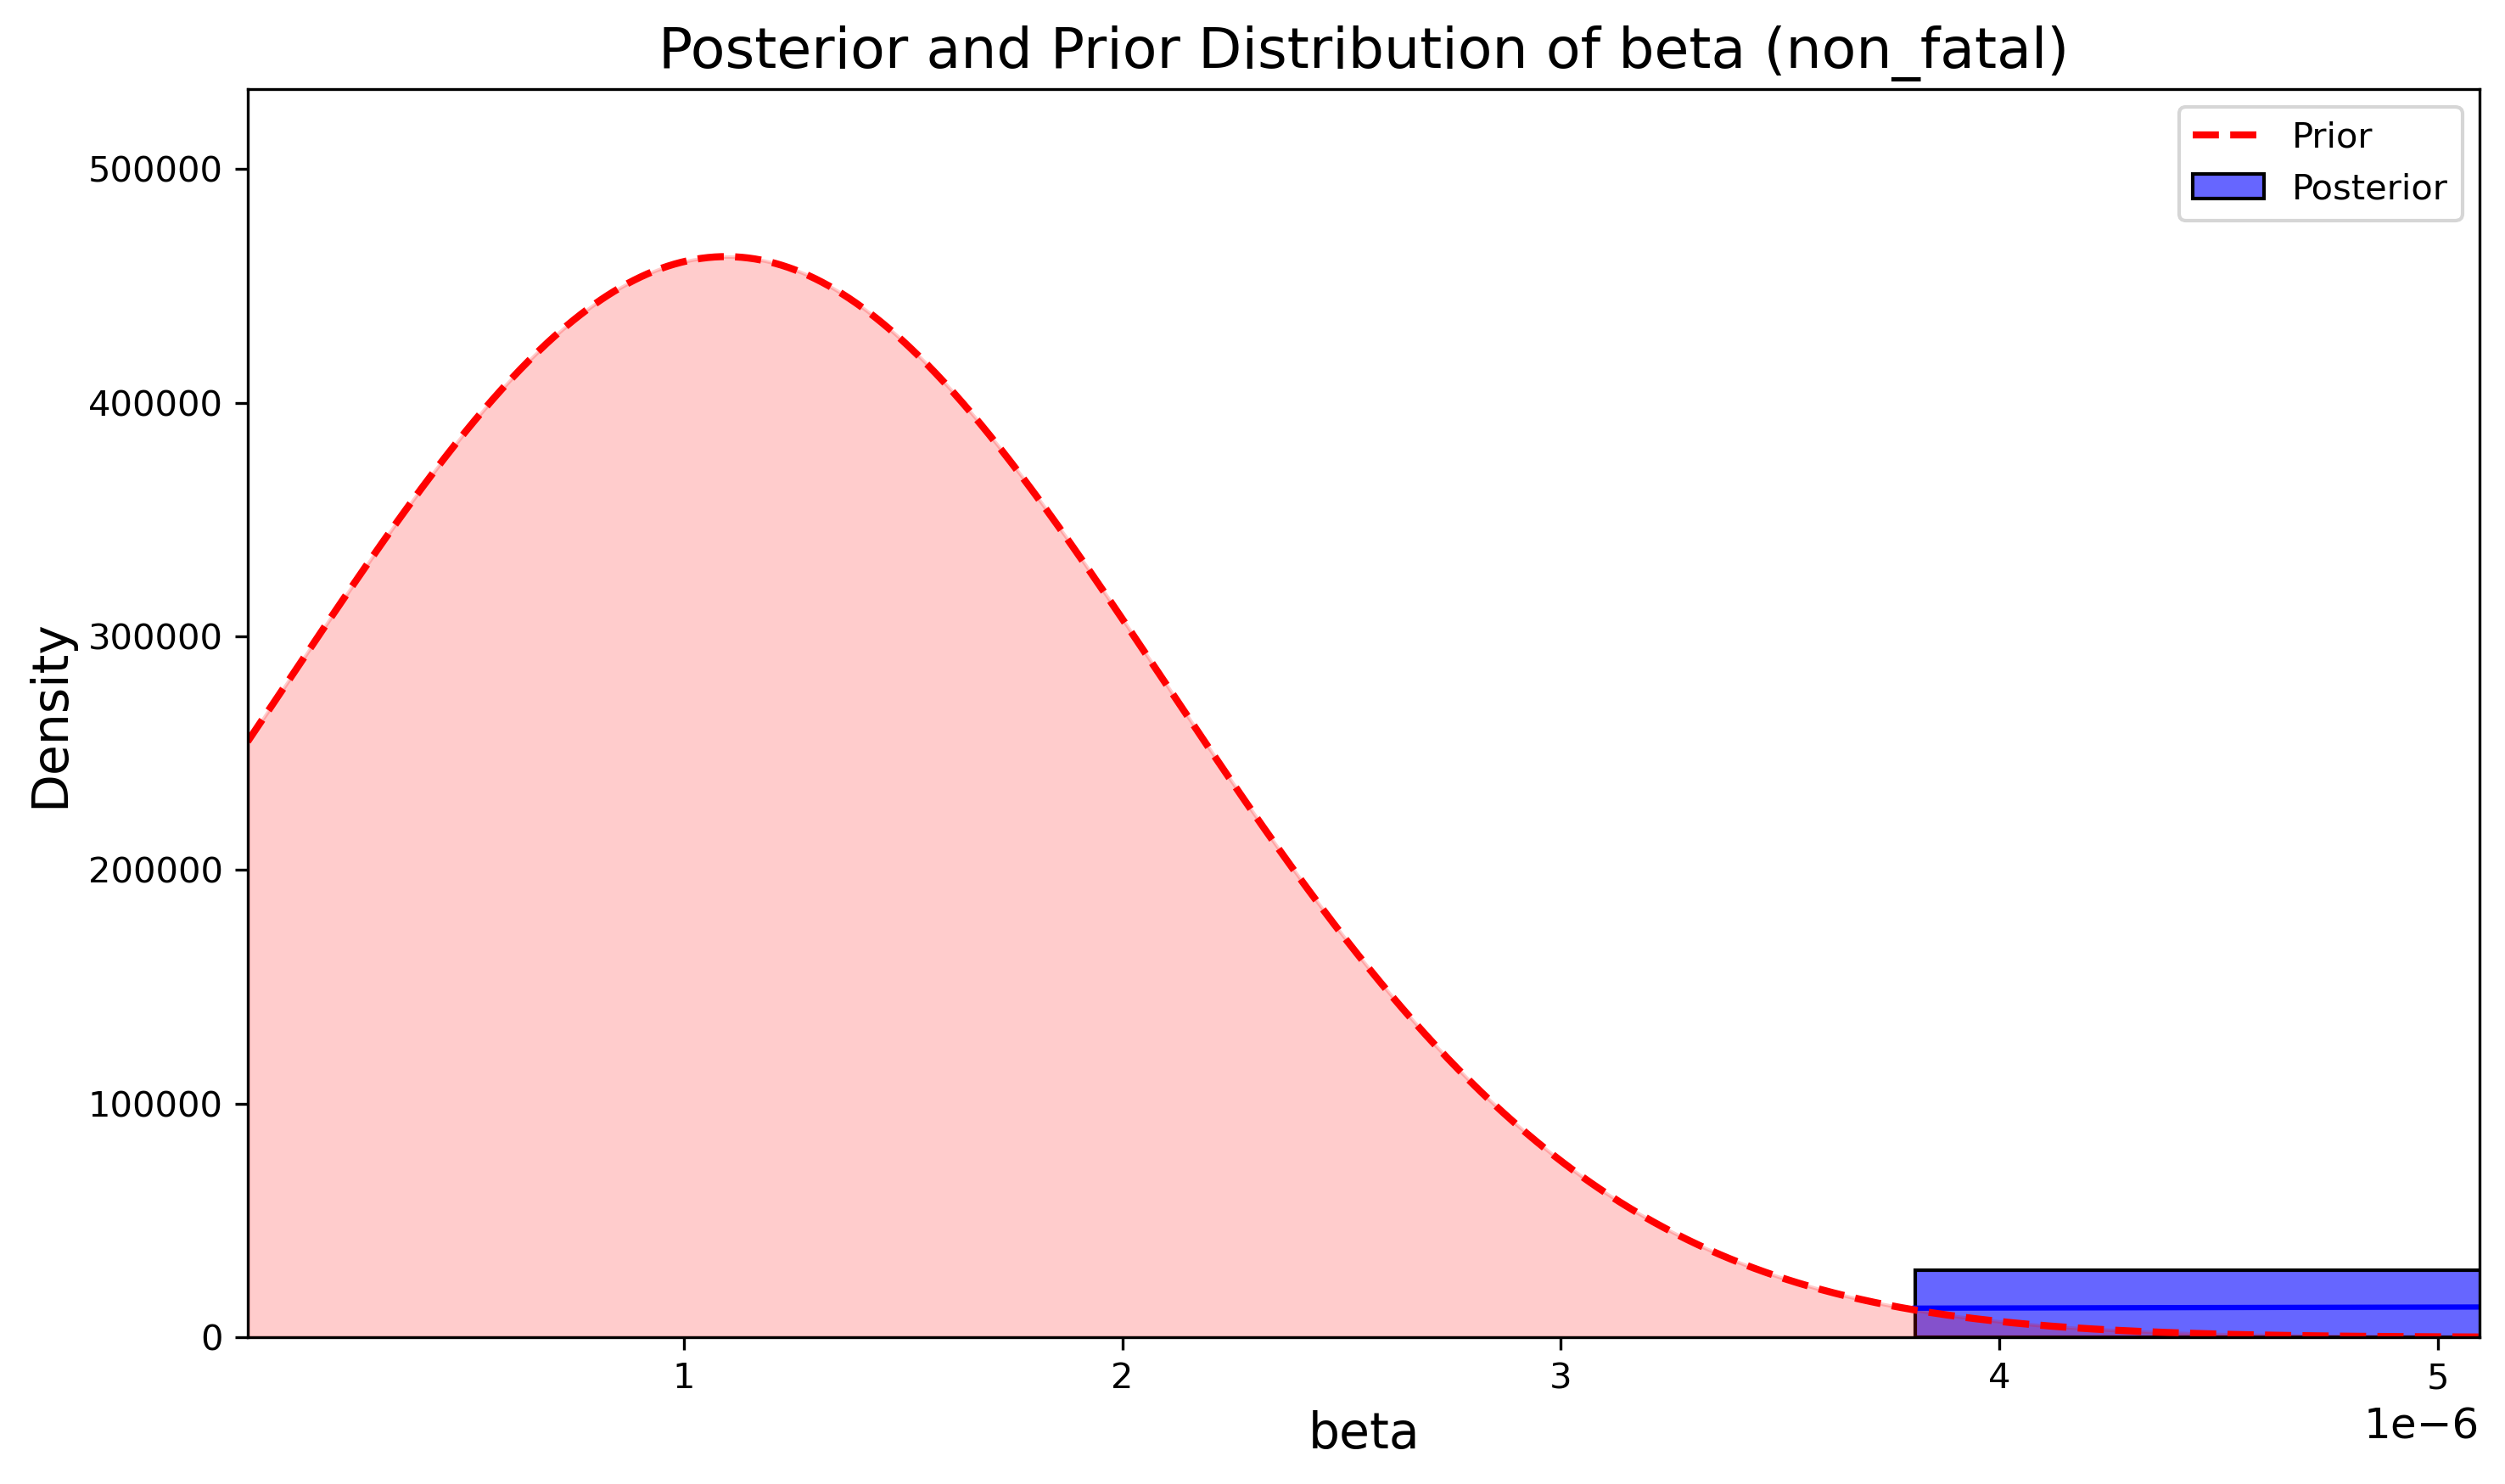 Posterior and Prior Distribution of beta (non_fatal)
Prior
Posterior
500000
400000
300000
200000
100000
0
Density
1
2
3
4
5
1e−6
beta